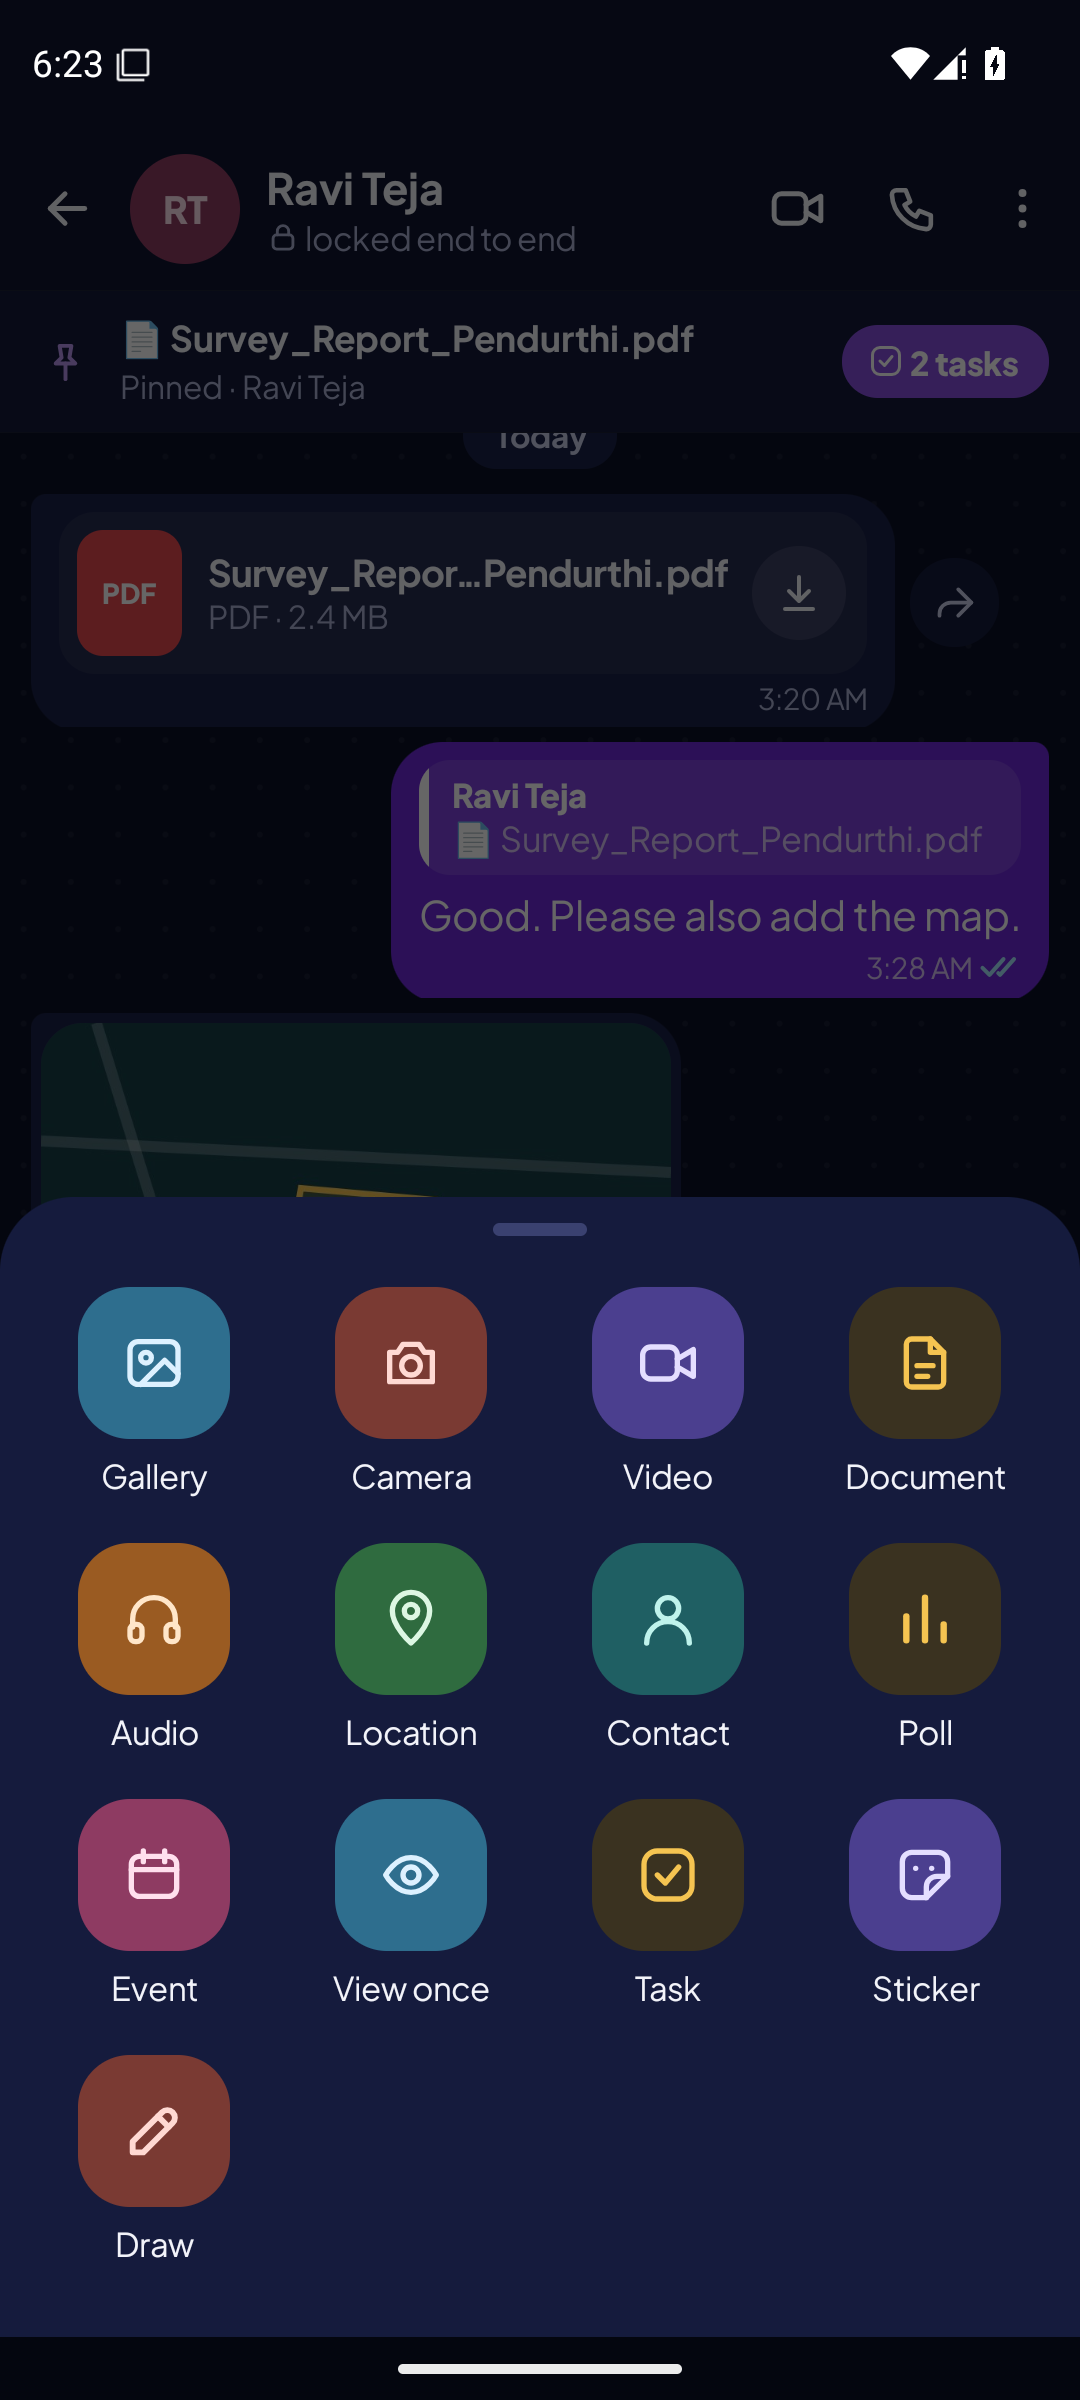 6:23
RT
Ravi Teja
locked end to end
Survey_Report_Pendurthi.pdf
Pinned · Ravi Teja
2 tasks
Today
PDF
Survey_Repor...Pendurthi.pdf
PDF · 2.4 MB
3:20 AM
Ravi Teja
Survey_Report_Pendurthi.pdf
Good. Please also add the map.
3:28 AM
Gallery
Camera
Video
Document
Audio
Location
Contact
Poll
Event
View once
Task
Sticker
Draw